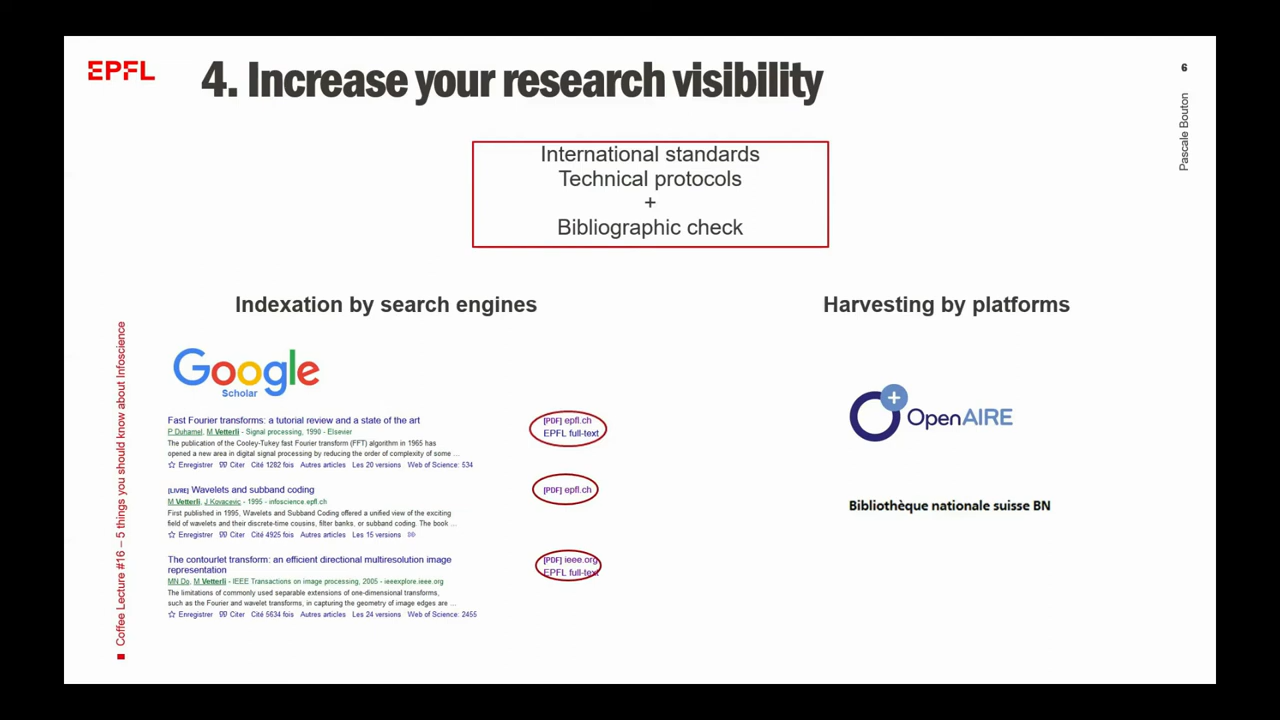 EPFL
4. Increase your research visibility
6
Pascale Bouton
International standards
Technical protocols
+
Bibliographic check
Indexation by search engines
Harvesting by platforms
Google
Scholar
Fast Fourier transforms: a tutorial review and a state of the art
P Duhamel, M Vetterli - Signal processing, 1990 - Elsevier
The publication of the Cooley-Tukey fast Fourier transform (FFT) algorithm in 1965 has
opened a new area in digital signal processing by reducing the order of complexity of some ...
Enregistrer Citer Cité 1282 fois Autres articles Les 20 versions Web of Science: 534
[PDF] epfl.ch
EPFL full-text
[LIVRE] Wavelets and subband coding
M Vetterli, J Kovacevic - 1995 - infoscience.epfl.ch
First published in 1995, Wavelets and Subband Coding offered a unified view of the exciting
field of wavelets and their discrete-time cousins, filter banks, or subband coding. The book ...
Enregistrer Citer Cité 4925 fois Autres articles Les 15 versions
[PDF] epfl.ch
The contourlet transform: an efficient directional multiresolution image
representation
MN Do, M Vetterli - IEEE Transactions on image processing, 2005 - ieeexplore.ieee.org
The limitations of commonly used separable extensions of one-dimensional transforms,
such as the Fourier and wavelet transforms, in capturing the geometry of image edges are ...
Enregistrer Citer Cité 5634 fois Autres articles Les 24 versions Web of Science: 2455
[PDF] ieee.org
EPFL full-text
OpenAIRE
Bibliothèque nationale suisse BN
Coffee Lecture #16 – 5 things you should know about Infoscience